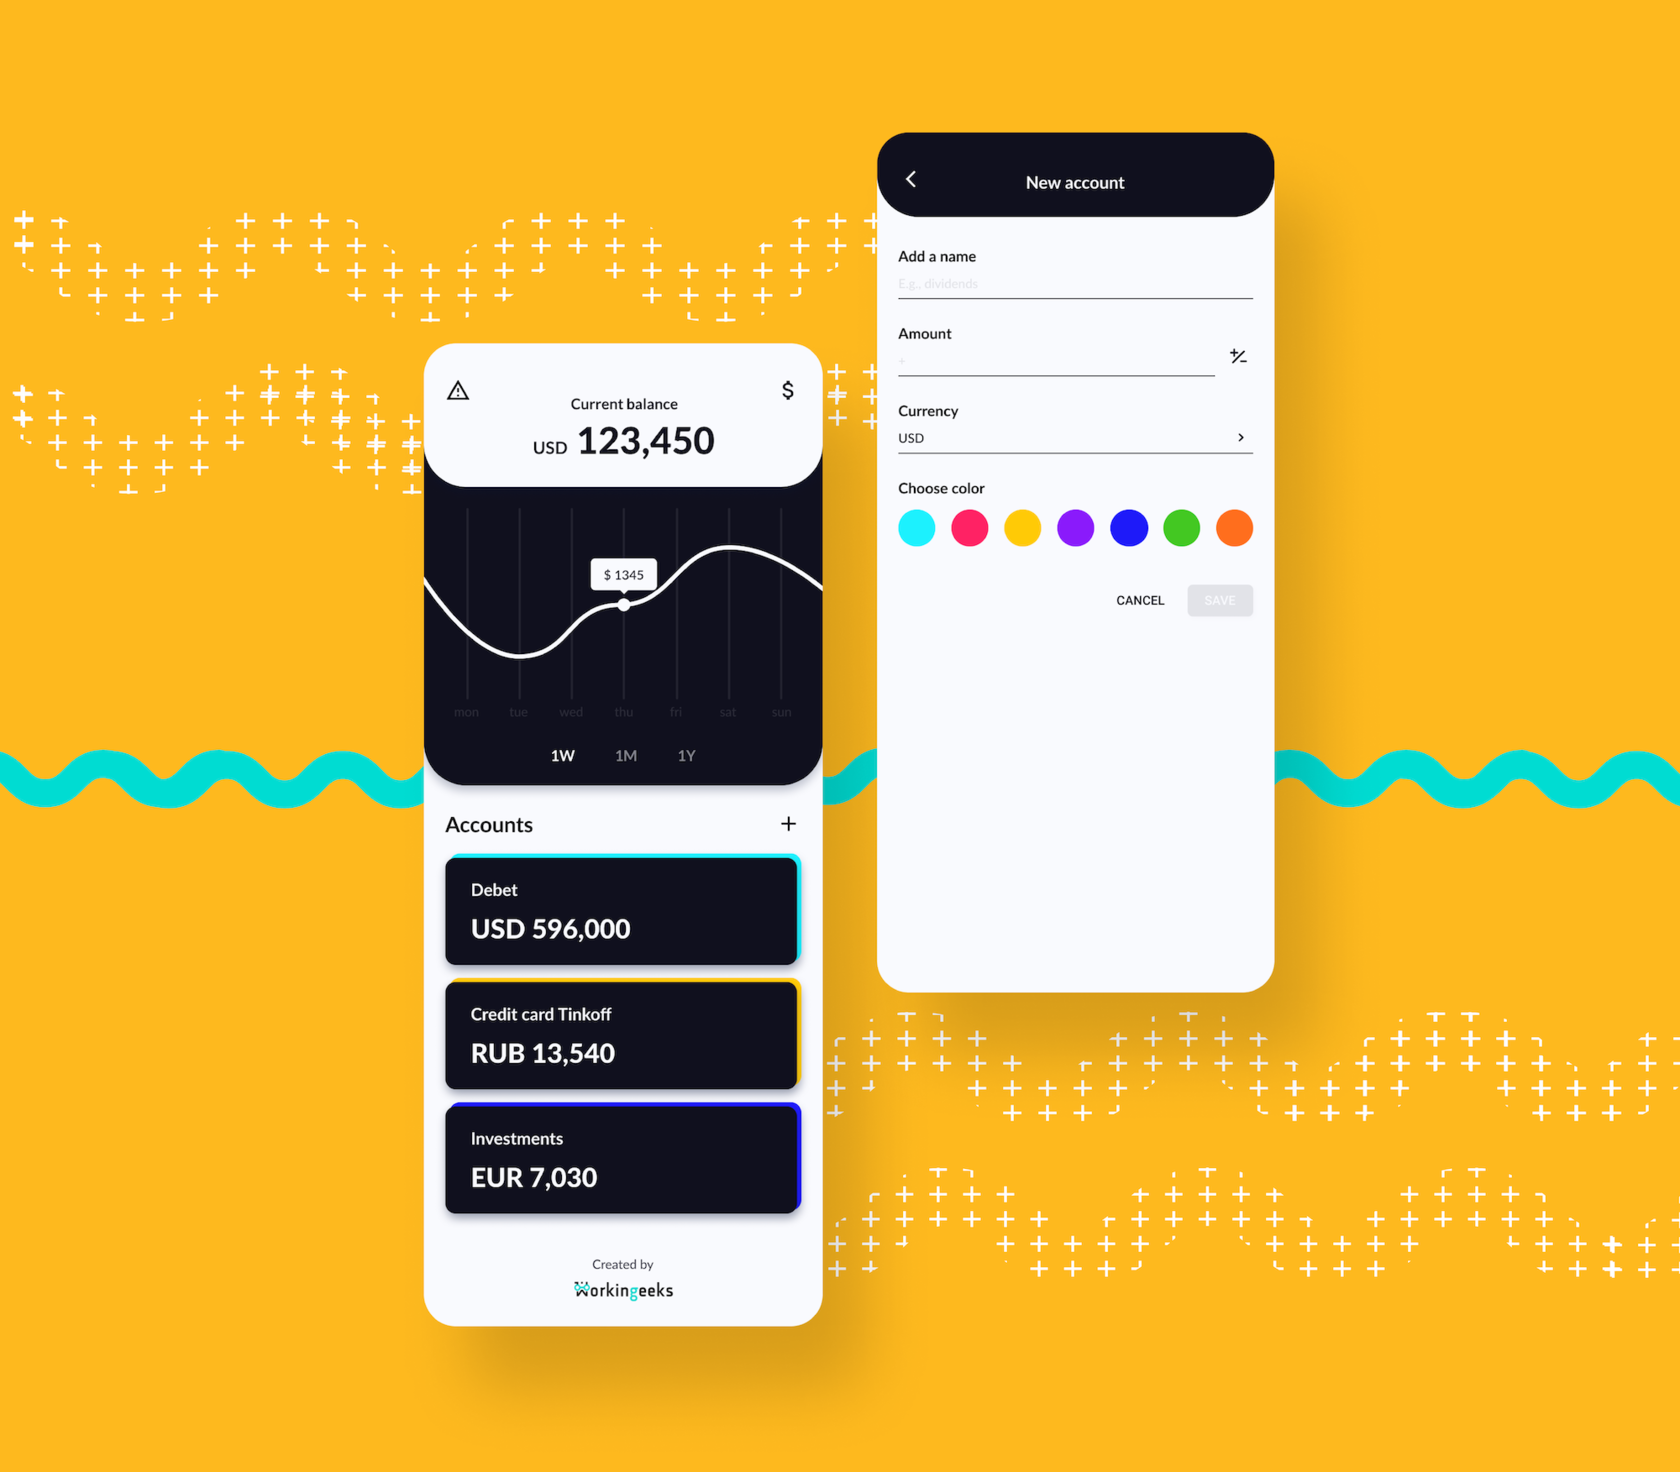 Current balance
USD 123,450
$ 1345
mon tue wed thu fri sat sun
1W 1M 1Y
Accounts +
Debet
USD 596,000
Credit card Tinkoff
RUB 13,540
Investments
EUR 7,030
Created by
Workingeeks
New account
Add a name
E.g., dividends
Amount
+
Currency
USD
Choose color
CANCEL SAVE